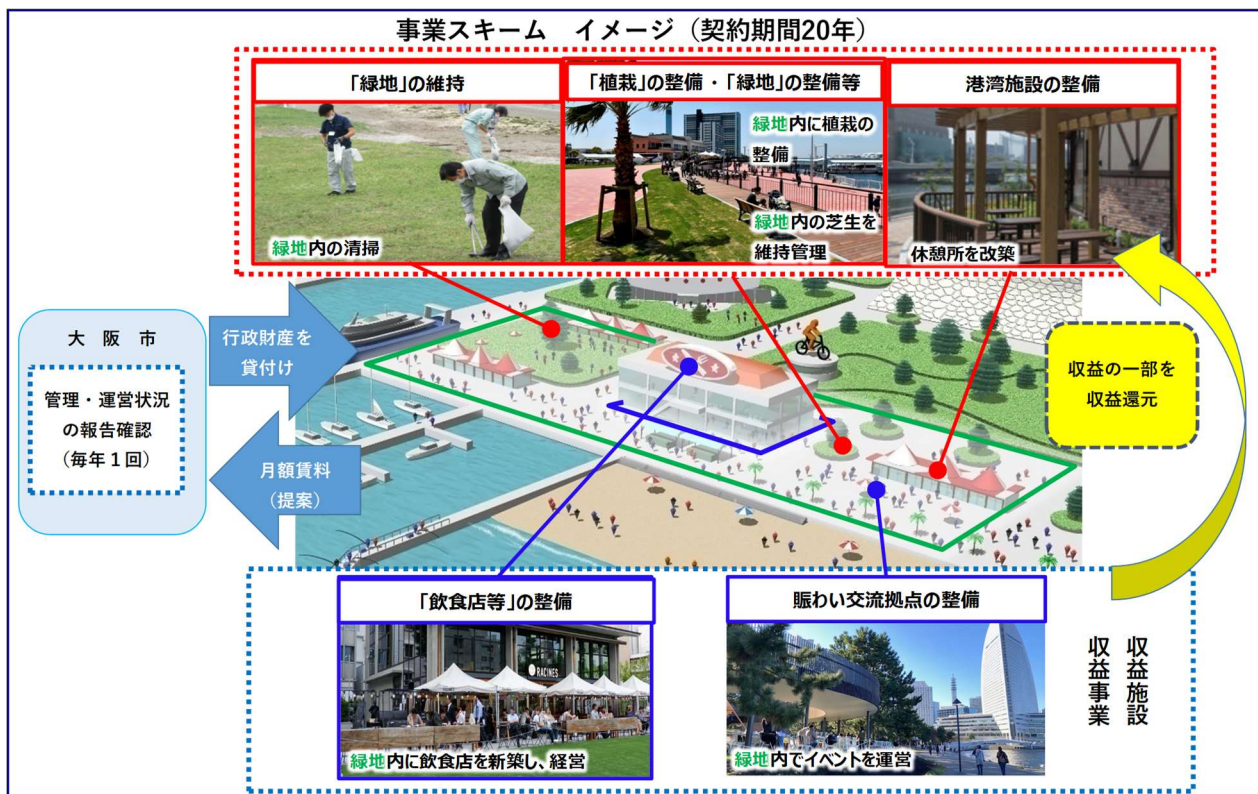 事業スキーム　イメージ（契約期間20年）
「緑地」の維持
「植栽」の整備・「緑地」の整備等
港湾施設の整備
緑地内の清掃
緑地内に植栽の
整備
緑地内の芝生を
維持管理
休憩所を改築
大　阪　市
管理・運営状況
の報告確認
（毎年１回）
行政財産を
貸付け
月額賃料
（提案）
収益の一部を
収益還元
「飲食店等」の整備
賑わい交流拠点の整備
RACINES
緑地内に飲食店を新築し、経営
緑地内でイベントを運営
収益施設
収益事業